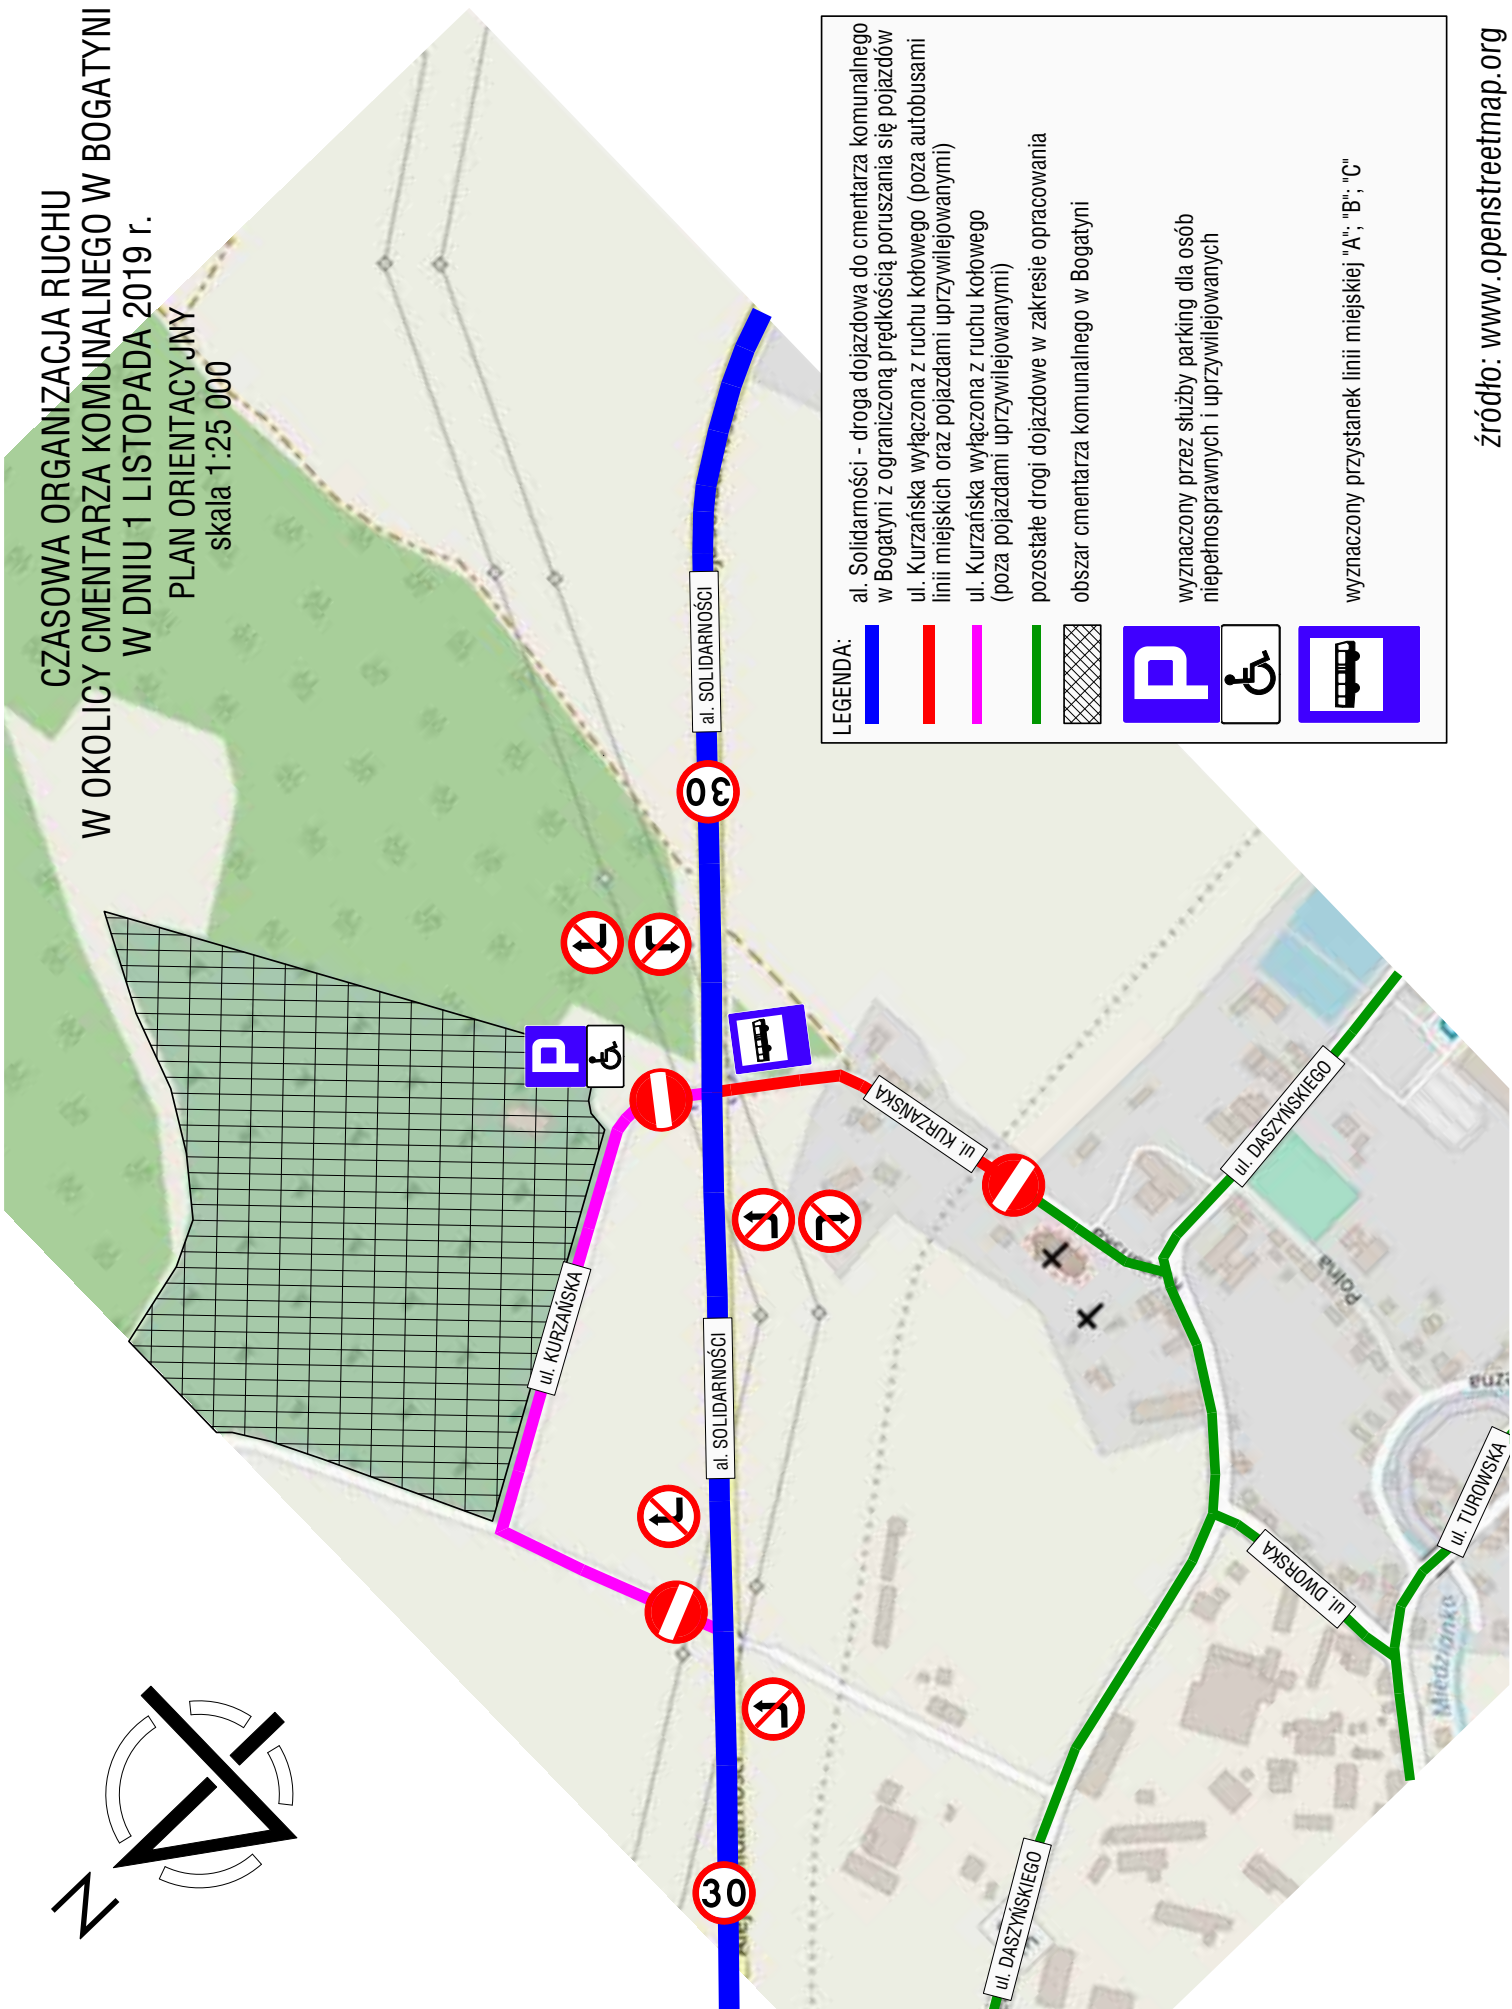 CZASOWA ORGANIZACJA RUCHU
W OKOLICY CMENTARZA KOMUNALNEGO W BOGATYNI
W DNIU 1 LISTOPADA 2019 r.
PLAN ORIENTACYJNY
skala 1:25 000
LEGENDA:
al. Solidarności - droga dojazdowa do cmentarza komunalnego
w Bogatyni z ograniczoną prędkością poruszania się pojazdów
ul. Kurzańska wyłączona z ruchu kołowego (poza autobusami
linii miejskich oraz pojazdami uprzywilejowanymi)
ul. Kurzańska wyłączona z ruchu kołowego
(poza pojazdami uprzywilejowanymi)
pozostałe drogi dojazdowe w zakresie opracowania
obszar cmentarza komunalnego w Bogatyni
P
wyznaczony przez służby parking dla osób
niepełnosprawnych i uprzywilejowanych
wyznaczony przystanek linii miejskiej "A"; "B"; "C"
źródło: www.openstreetmap.org
N
al. SOLIDARNOŚCI
30
P
ul. KURZAŃSKA
ul. KURZAŃSKA
al. SOLIDARNOŚCI
30
ul. DASZYŃSKIEGO
Polna
ul. DWORSKA
ul. TUROWSKA
Miedzianka
ul. DASZYŃSKIEGO